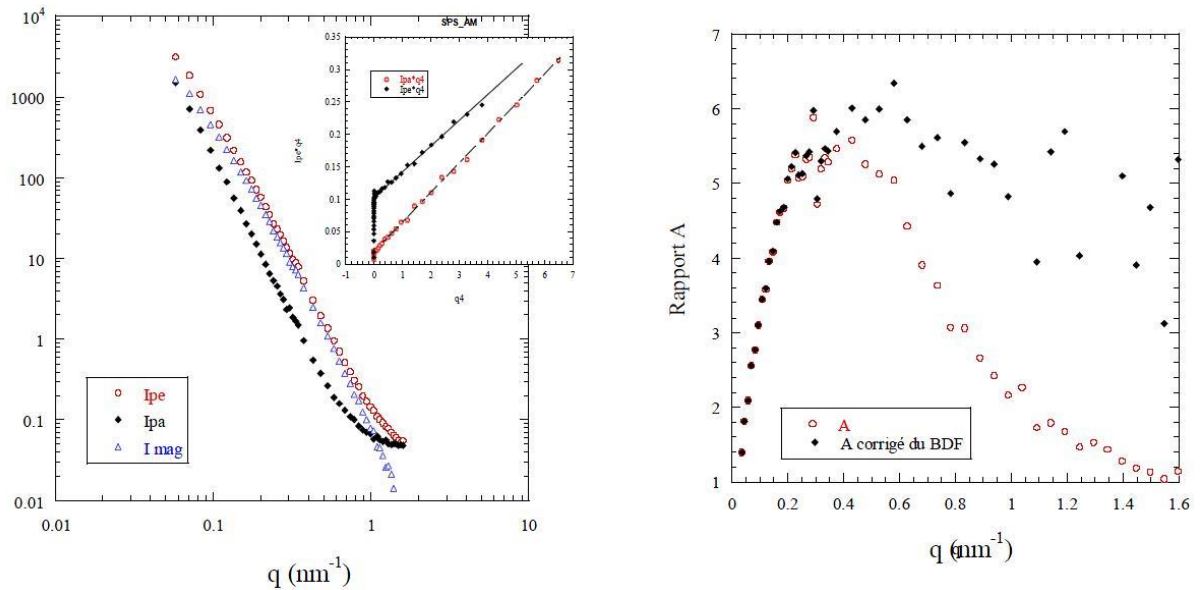 10⁴
1000
100
10
1
0.1
0.01
0.01 0.1 1 10
q (nm⁻¹)
Ipe
Ipa
I mag
SPS_AM
0.35
0.3
0.25
0.2
0.15
0.1
0.05
0
-1 0 1 2 3 4 5 6 7
q4
Ipe*q4
Ipa*q4
Ipe*q4
7
6
5
4
3
2
1
0 0.2 0.4 0.6 0.8 1 1.2 1.4 1.6
Rapport A
q (nm⁻¹)
A
A corrigé du BDF